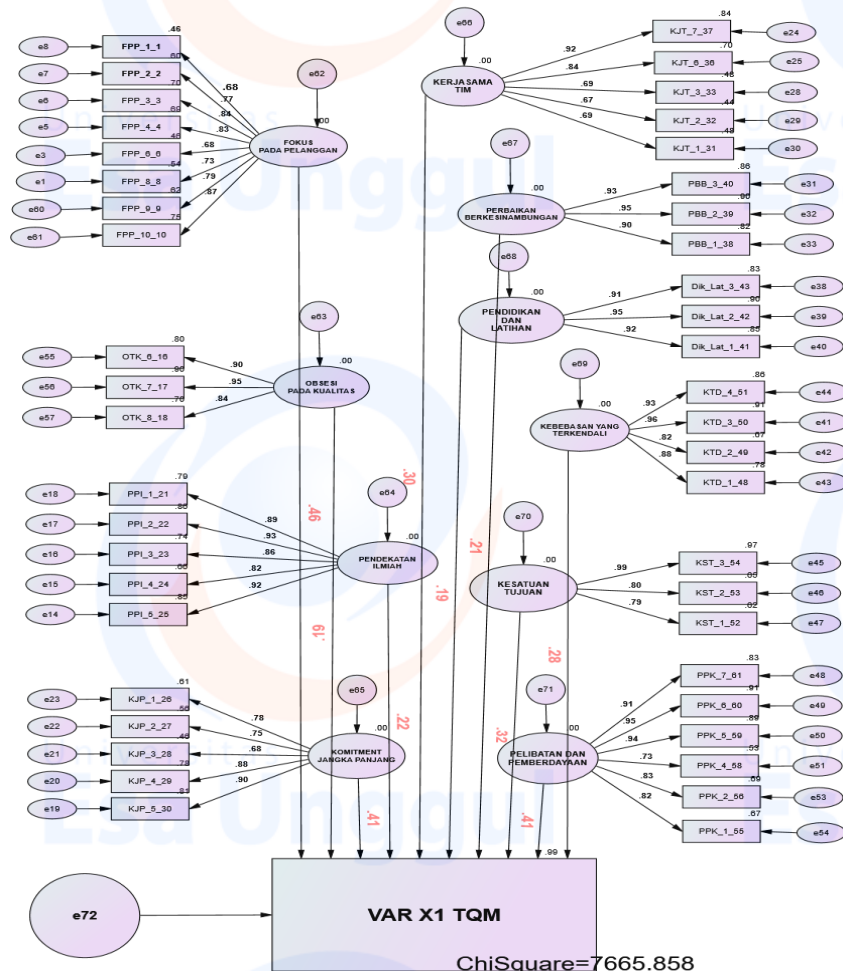 e8
FPP_1_1
.46
e7
FPP_2_2
.60
e6
FPP_3_3
.70
e5
FPP_4_4
.69
e3
FPP_6_6
.46
e1
FPP_8_8
.54
e60
FPP_9_9
.62
e61
FPP_10_10
.75
.68
.77
.84
.83
.68
.73
.79
.87
e62
.00
FOKUS
PADA PELANGGAN
e55
OTK_6_16
.80
e56
OTK_7_17
.90
e57
OTK_8_18
.70
.90
.95
.84
e63
.00
OBSESI
PADA KUALITAS
e18
PPI_1_21
.79
e17
PPI_2_22
.86
e16
PPI_3_23
.74
e15
PPI_4_24
e14
PPI_5_25
.85
.89
.93
.86
.82
.92
e64
.00
PENDEKATAN
ILMIAH
e23
KJP_1_26
.61
e22
KJP_2_27
.56
e21
KJP_3_28
.46
e20
KJP_4_29
.78
e19
KJP_5_30
.81
.78
.75
.68
.88
.90
e65
.00
KOMITMENT
JANGKA PANJANG
e66
.00
KERJASAMA
TIM
.92
.84
.69
.67
.69
KJT_7_37
.84
e24
KJT_6_36
.70
e25
KJT_3_33
.48
e28
KJT_2_32
.44
e29
KJT_1_31
.48
e30
e67
.00
PERBAIKAN
BERKESINAMBUNGAN
.93
.95
.90
PBB_3_40
.86
e31
PBB_2_39
.90
e32
PBB_1_38
.82
e33
e68
.00
PENDIDIKAN
DAN
LATIHAN
.91
.95
.92
Dik_Lat_3_43
.83
e38
Dik_Lat_2_42
.90
e39
Dik_Lat_1_41
.85
e40
e69
.00
KEBEBASAN YANG
TERKENDALI
.93
.96
.82
.88
KTD_4_51
.86
e44
KTD_3_50
.91
e41
KTD_2_49
.67
e42
KTD_1_48
.78
e43
e70
.00
KESATUAN
TUJUAN
.99
.80
.79
KST_3_54
.97
e45
KST_2_53
e46
KST_1_52
.62
e47
e71
.00
PELIBATAN DAN
PEMBERDAYAAN
.91
.95
.94
.73
.83
.82
PPK_7_61
.83
e48
PPK_6_60
.91
e49
PPK_5_59
.89
e50
PPK_4_58
.53
e51
PPK_2_56
.69
e53
PPK_1_55
.67
e54
.46
.19
.22
.41
.30
.19
.21
.32
.28
.41
e72
.99
VAR X1 TQM
ChiSquare=7665.858
Universitas
Esa Unggul
Universitas
Esa Unggul